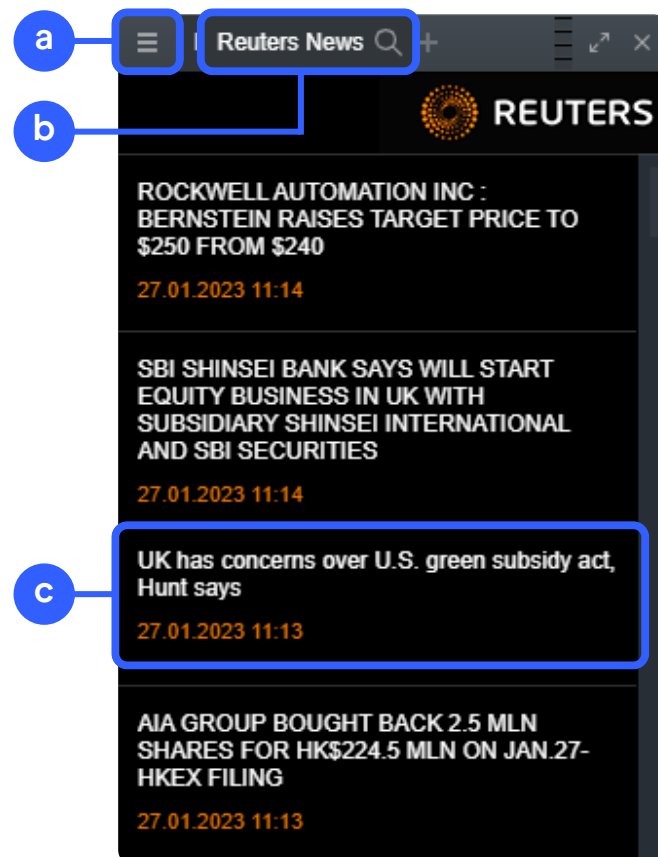 a
Reuters News
b
REUTERS
ROCKWELL AUTOMATION INC :
BERNSTEIN RAISES TARGET PRICE TO
$250 FROM $240
27.01.2023 11:14
SBI SHINSEI BANK SAYS WILL START
EQUITY BUSINESS IN UK WITH
SUBSIDIARY SHINSEI INTERNATIONAL
AND SBI SECURITIES
27.01.2023 11:14
c
UK has concerns over U.S. green subsidy act,
Hunt says
27.01.2023 11:13
AIA GROUP BOUGHT BACK 2.5 MLN
SHARES FOR HK$224.5 MLN ON JAN.27-
HKEX FILING
27.01.2023 11:13